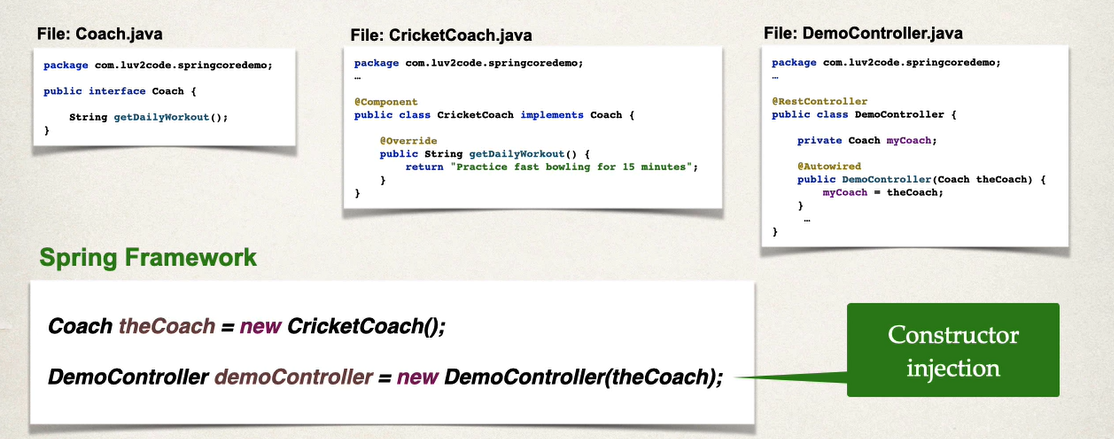 File: Coach.java
package com.luv2code.springcoredemo;
public interface Coach {
String getDailyWorkout();
}
File: CricketCoach.java
package com.luv2code.springcoredemo;
…
@Component
public class CricketCoach implements Coach {
@Override
public String getDailyWorkout() {
return "Practice fast bowling for 15 minutes";
}
}
File: DemoController.java
package com.luv2code.springcoredemo;
…
@RestController
public class DemoController {
private Coach myCoach;
@Autowired
public DemoController(Coach theCoach) {
myCoach = theCoach;
}
…
}
Spring Framework
Coach theCoach = new CricketCoach();
DemoController demoController = new DemoController(theCoach);
Constructor
injection